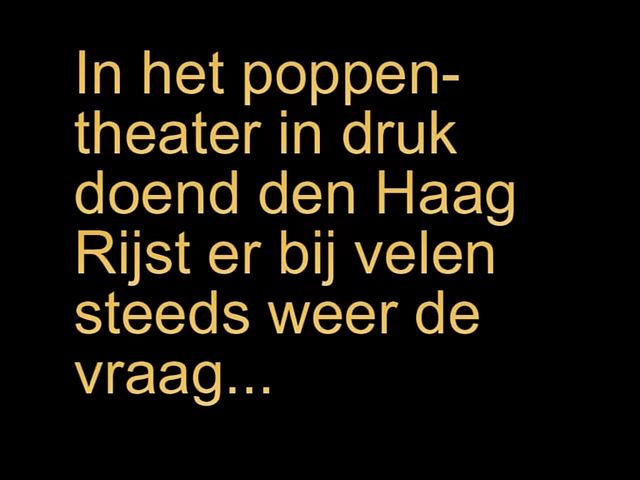 In het poppen-
theater in druk
doend den Haag
Rijst er bij velen
steeds weer de
vraag...